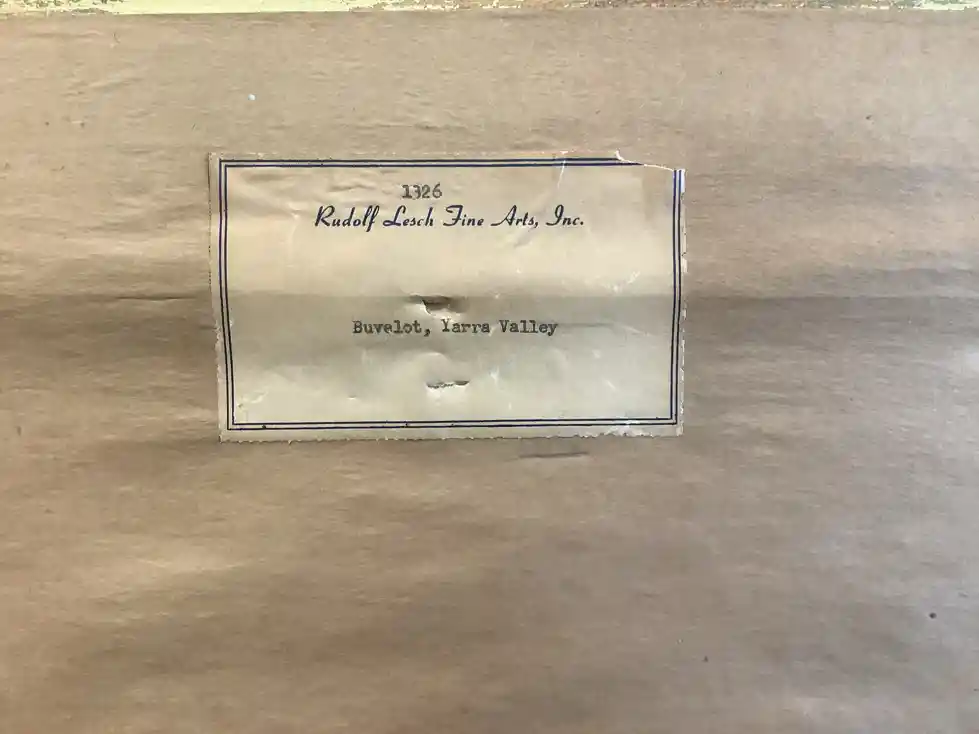 1326
Rudolf Lesch Fine Arts, Inc.
Buvelot, Yarra Valley